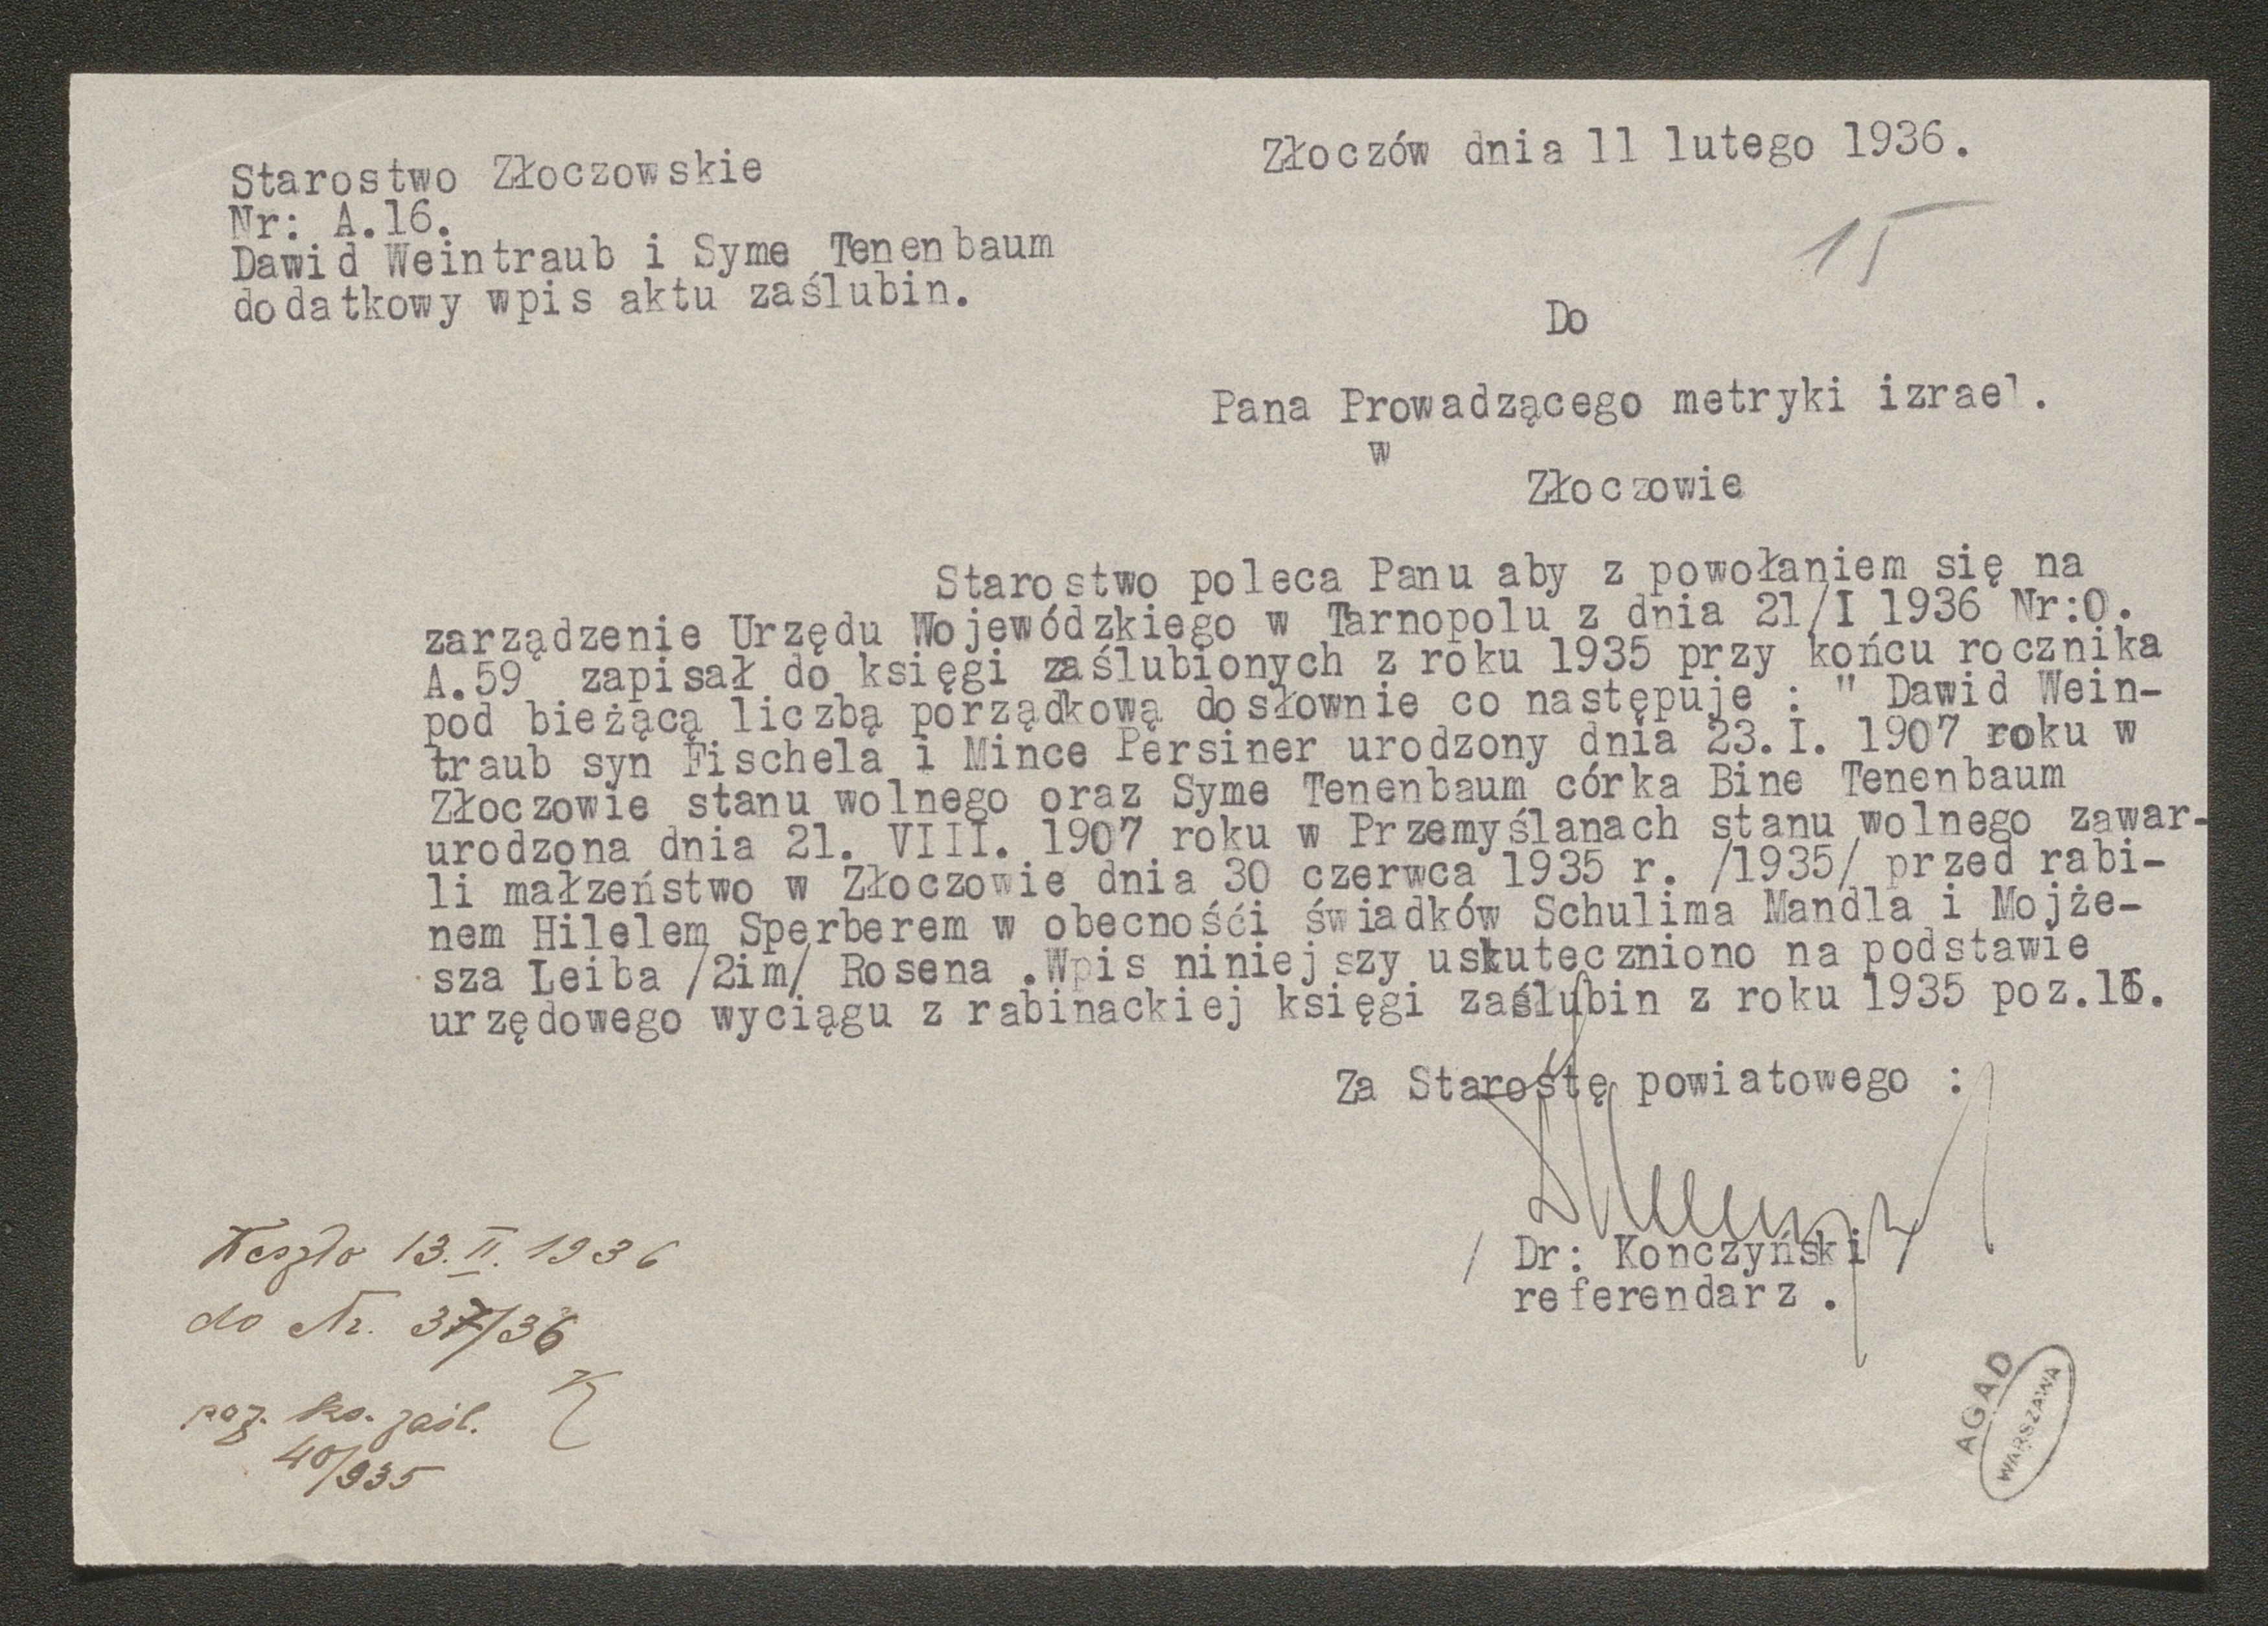 Złoczów dnia 11 lutego 1936.
Starostwo Złoczowskie
Nr: A.16.
Dawid Weintraub i Syme Tenenbaum
dodatkowy wpis aktu zaślubin.
15
Do
Pana Prowadzącego metryki izrael.
w
Złoczowie
Starostwo poleca Panu aby z powołaniem się na
zarządzenie Urzędu Wojewódzkiego w Tarnopolu z dnia 21/I 1936 Nr:O.
A.59 zapisał do księgi zaślubionych z roku 1935 przy końcu rocznika
pod bieżącą liczbą porządkową dosłownie co następuje : " Dawid Wein-
traub syn Fischela i Mince Persiner urodzony dnia 23. I. 1907 roku w
Złoczowie stanu wolnego oraz Syme Tenenbaum córka Bine Tenenbaum
urodzona dnia 21. VIII. 1907 roku w Przemyślanach stanu wolnego zawar-
li małzeństwo w Złoczowie dnia 30 czerwca 1935 r. /1935/ przed rabi-
nem Hilelem Sperberem w obecnośći świadków Schulima Mandla i Mojże-
sza Leiba /2im/ Rosena .Wpis niniejszy uskuteczniono na podstawie
urzędowego wyciągu z rabinackiej księgi zaślubin z roku 1935 poz.16.
Za Starostę powiatowego :
/ Dr: Konczyński
referendarz .
Weszło 13. II. 1936
do Nr. 37/36
poz. ks. zaśl.
40/935
AGAD
WARSZAWA